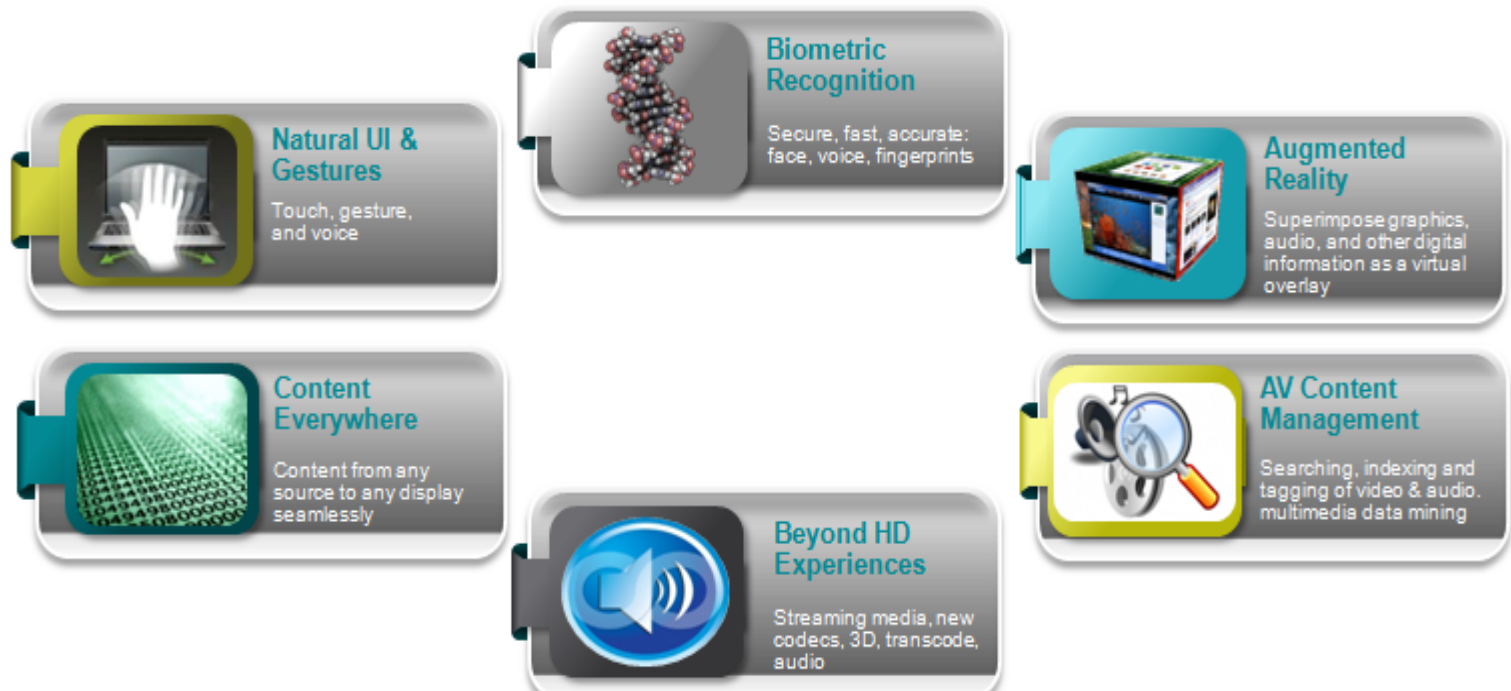 Natural UI &
Gestures
Touch, gesture,
and voice
Biometric
Recognition
Secure, fast, accurate:
face, voice, fingerprints
Augmented
Reality
Superimpose graphics,
audio, and other digital
information as a virtual
overlay
Content
Everywhere
Content from any
source to any display
seamlessly
Beyond HD
Experiences
Streaming media, new
codecs, 3D, transcode,
audio
AV Content
Management
Searching, indexing and
tagging of video & audio.
multimedia data mining